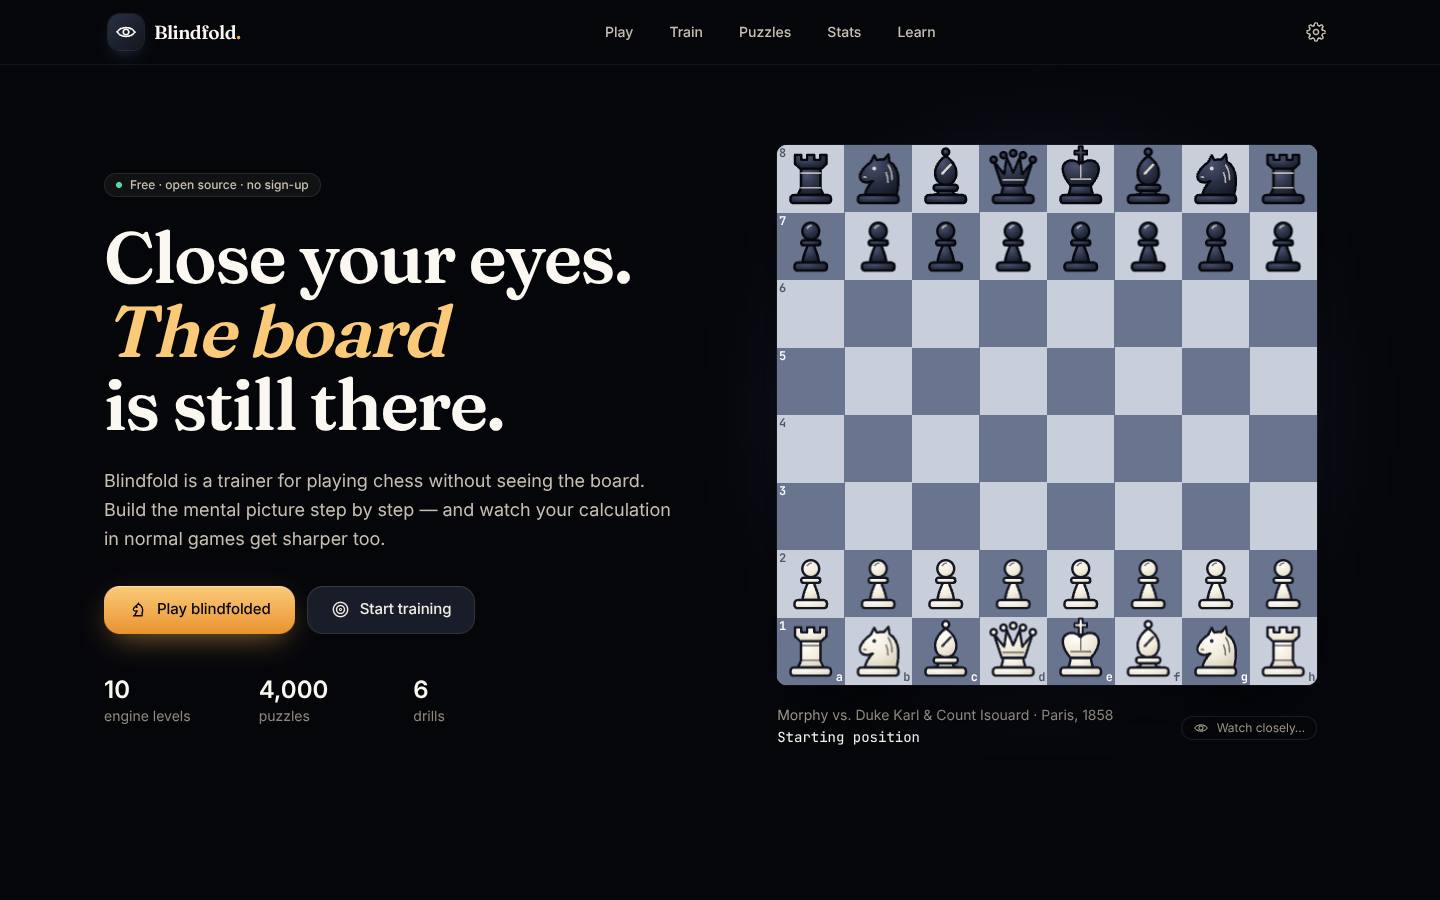 Blindfold.
Play
Train
Puzzles
Stats
Learn
Free · open source · no sign-up
Close your eyes.
The board
is still there.
Blindfold is a trainer for playing chess without seeing the board.
Build the mental picture step by step — and watch your calculation
in normal games get sharper too.
Play blindfolded
Start training
10
engine levels
4,000
puzzles
6
drills
8
7
6
5
4
3
2
1
a
b
c
d
e
f
g
h
Morphy vs. Duke Karl & Count Isouard · Paris, 1858
Starting position
Watch closely…